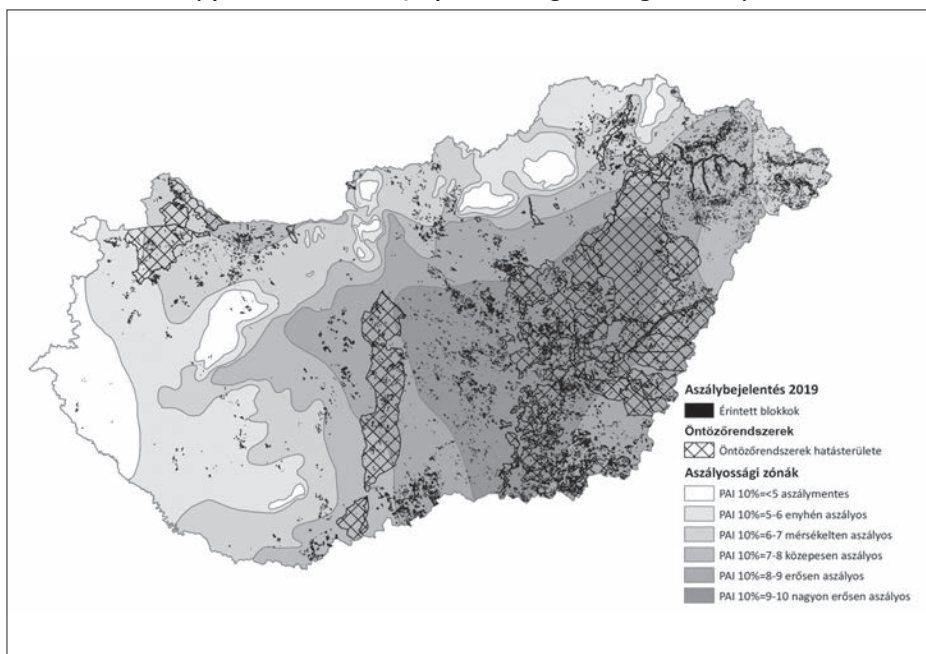 Aszálybejelentés 2019
Érintett blokkok
Öntözőrendszerek
Öntözőrendszerek hatásterülete
Aszályossági zónák
PAI 10%=<5 aszálymentes
PAI 10%=5-6 enyhén aszályos
PAI 10%=6-7 mérsékelten aszályos
PAI 10%=7-8 közepesen aszályos
PAI 10%=8-9 erősen aszályos
PAI 10%=9-10 nagyon erősen aszályos